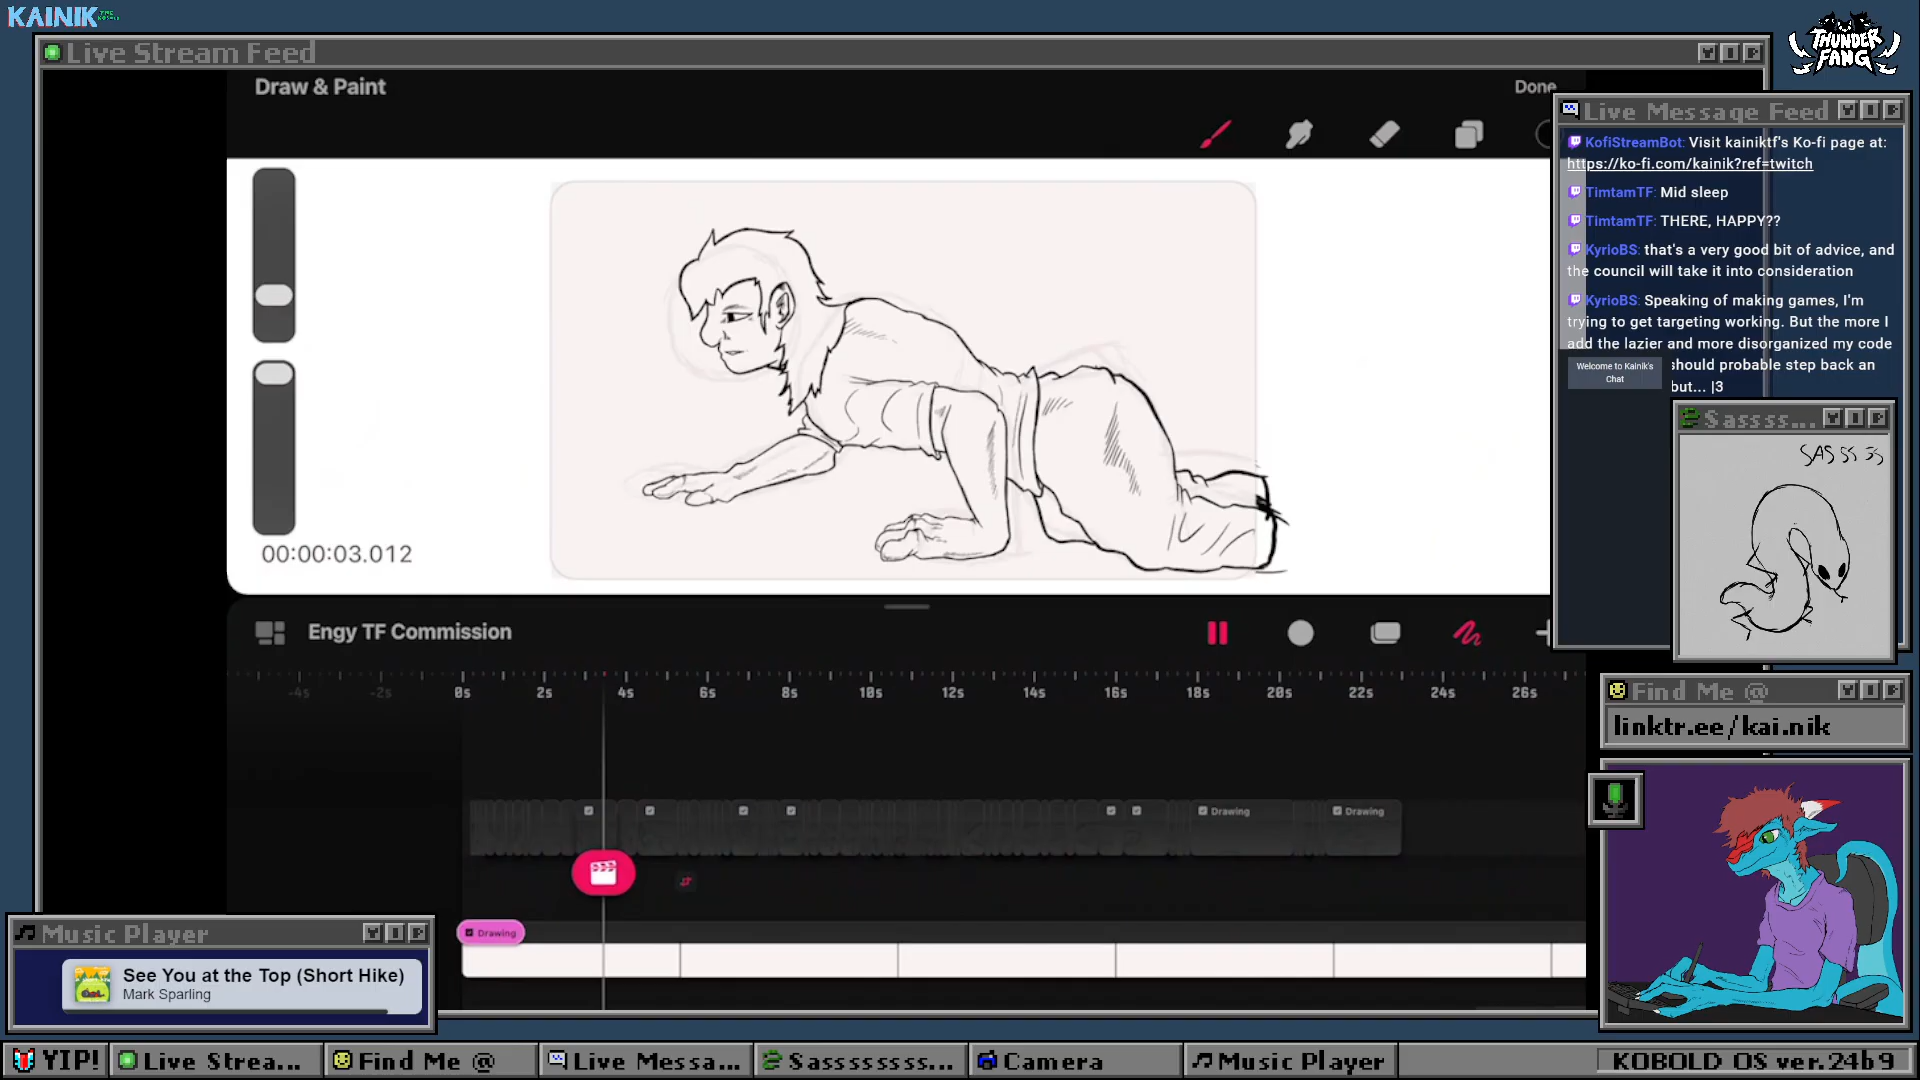 KAINIK
THE KOBOLD
THUNDER
FANG
Live Stream Feed
Draw & Paint
Done
00:00:03.012
Engy TF Commission
-4s -2s 0s 2s 4s 6s 8s 10s 12s 14s 16s 18s 20s 22s 24s 26s
Drawing
Drawing
Drawing
Live Message Feed
KofiStreamBot: Visit kainiktf's Ko-fi page at:
https://ko-fi.com/kainik?ref=twitch
TimtamTF: Mid sleep
TimtamTF: THERE, HAPPY??
KyrioBS: that's a very good bit of advice, and
the council will take it into consideration
KyrioBS: Speaking of making games, I'm
trying to get targeting working. But the more I
add the lazier and more disorganized my code
should probable step back an
but... |3
Welcome to Kainik's
Chat
Sassss...
SASSSSS
Find Me @
linktr.ee/kai.nik
Music Player
See You at the Top (Short Hike)
Mark Sparling
YIP!
Live Strea...
Find Me @
Live Messa...
Sassssssss...
Camera
Music Player
KOBOLD OS ver.24b9